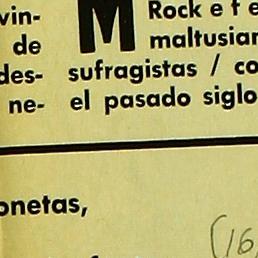 vin-
de
des-
ne-
M
Rock e f e
maltusian
sufragistas / co
el pasado siglo
onetas,
(16